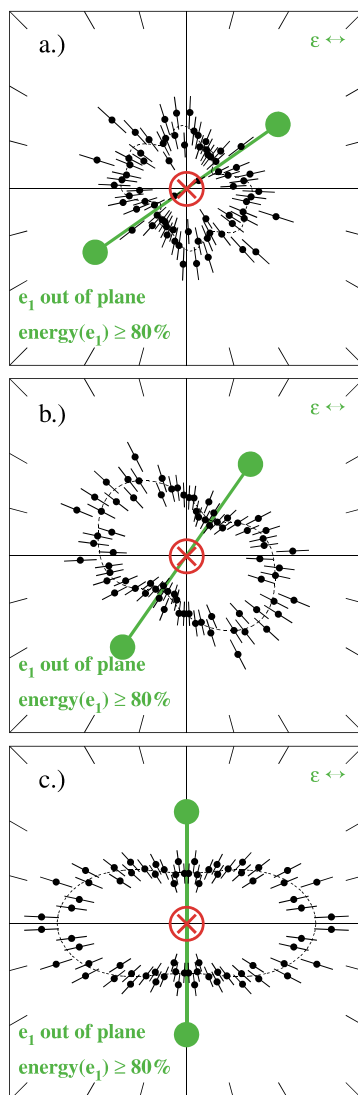 a.)
ε ↔
e₁ out of plane
energy(e₁) ≥ 80%
b.)
ε ↔
e₁ out of plane
energy(e₁) ≥ 80%
c.)
ε ↔
e₁ out of plane
energy(e₁) ≥ 80%